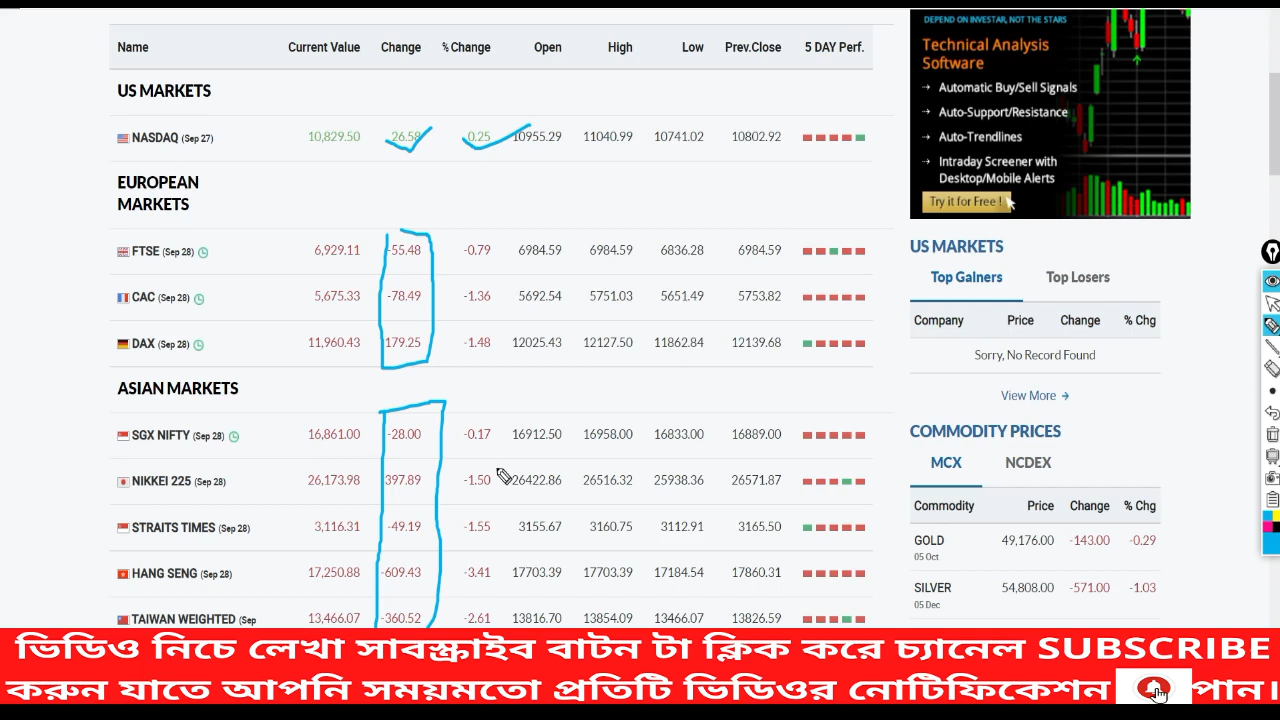 Name Current Value Change % Change Open High Low Prev.Close 5 DAY Perf.
US MARKETS
NASDAQ (Sep 27) 10,829.50 26.58 0.25 10955.29 11040.99 10741.02 10802.92
EUROPEAN
MARKETS
FTSE (Sep 28) 6,929.11 -55.48 -0.79 6984.59 6984.59 6836.28 6984.59
CAC (Sep 28) 5,675.33 -78.49 -1.36 5692.54 5751.03 5651.49 5753.82
DAX (Sep 28) 11,960.43 179.25 -1.48 12025.43 12127.50 11862.84 12139.68
ASIAN MARKETS
SGX NIFTY (Sep 28) 16,861.00 -28.00 -0.17 16912.50 16958.00 16833.00 16889.00
NIKKEI 225 (Sep 28) 26,173.98 397.89 -1.50 26422.86 26516.32 25938.36 26571.87
STRAITS TIMES (Sep 28) 3,116.31 -49.19 -1.55 3155.67 3160.75 3112.91 3165.50
HANG SENG (Sep 28) 17,250.88 -609.43 -3.41 17703.39 17703.39 17184.54 17860.31
TAIWAN WEIGHTED (Sep 13,466.07 -360.52 -2.61 13816.70 13854.09 13466.07 13826.59
DEPEND ON INVESTAR, NOT THE STARS
Technical Analysis
Software
→ Automatic Buy/Sell Signals
→ Auto-Support/Resistance
→ Auto-Trendlines
→ Intraday Screener with
Desktop/Mobile Alerts
Try it for Free !
US MARKETS
Top Gainers Top Losers
Company Price Change % Chg
Sorry, No Record Found
View More →
COMMODITY PRICES
MCX NCDEX
Commodity Price Change % Chg
GOLD 49,176.00 -143.00 -0.29
05 Oct
SILVER 54,808.00 -571.00 -1.03
05 Dec
ভিডিও নিচে লেখা সাবস্ক্রাইব বাটন টা ক্লিক করে চ্যানেল SUBSCRIBE
করুন যাতে আপনি সময়মতো প্রতিটি ভিডিওর নোটিফিকেশন পান।